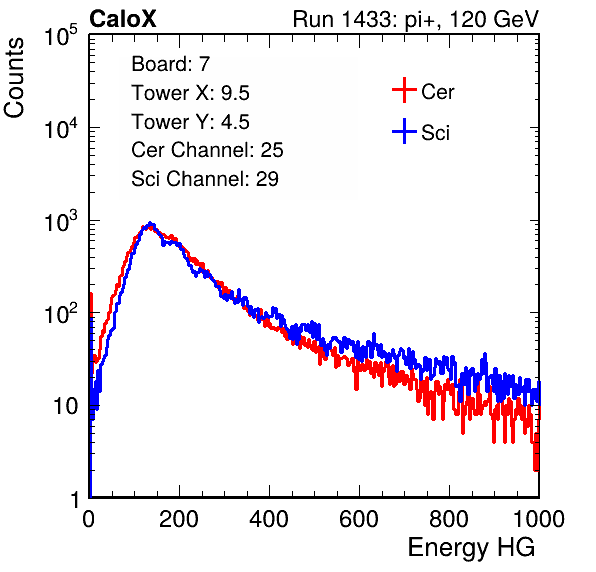 CaloX Run 1433: pi+, 120 GeV
Counts
Board: 7
Tower X: 9.5
Tower Y: 4.5
Cer Channel: 25
Sci Channel: 29
Cer
Sci
10^5
10^4
10^3
10^2
10
1
0 200 400 600 800 1000
Energy HG